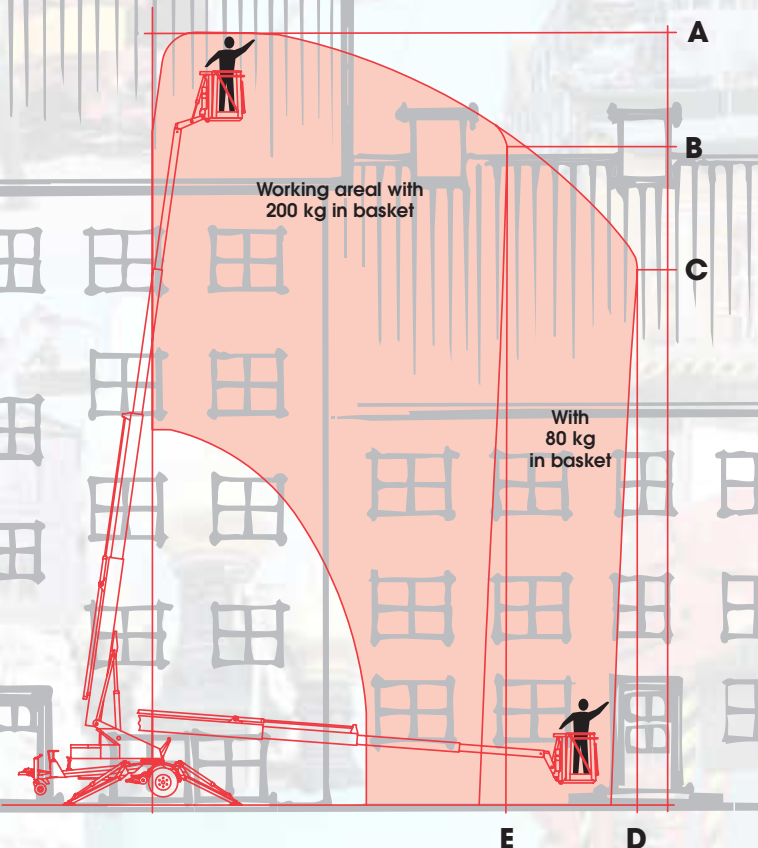 A
B
Working areal with
200 kg in basket
C
With
80 kg
in basket
E D